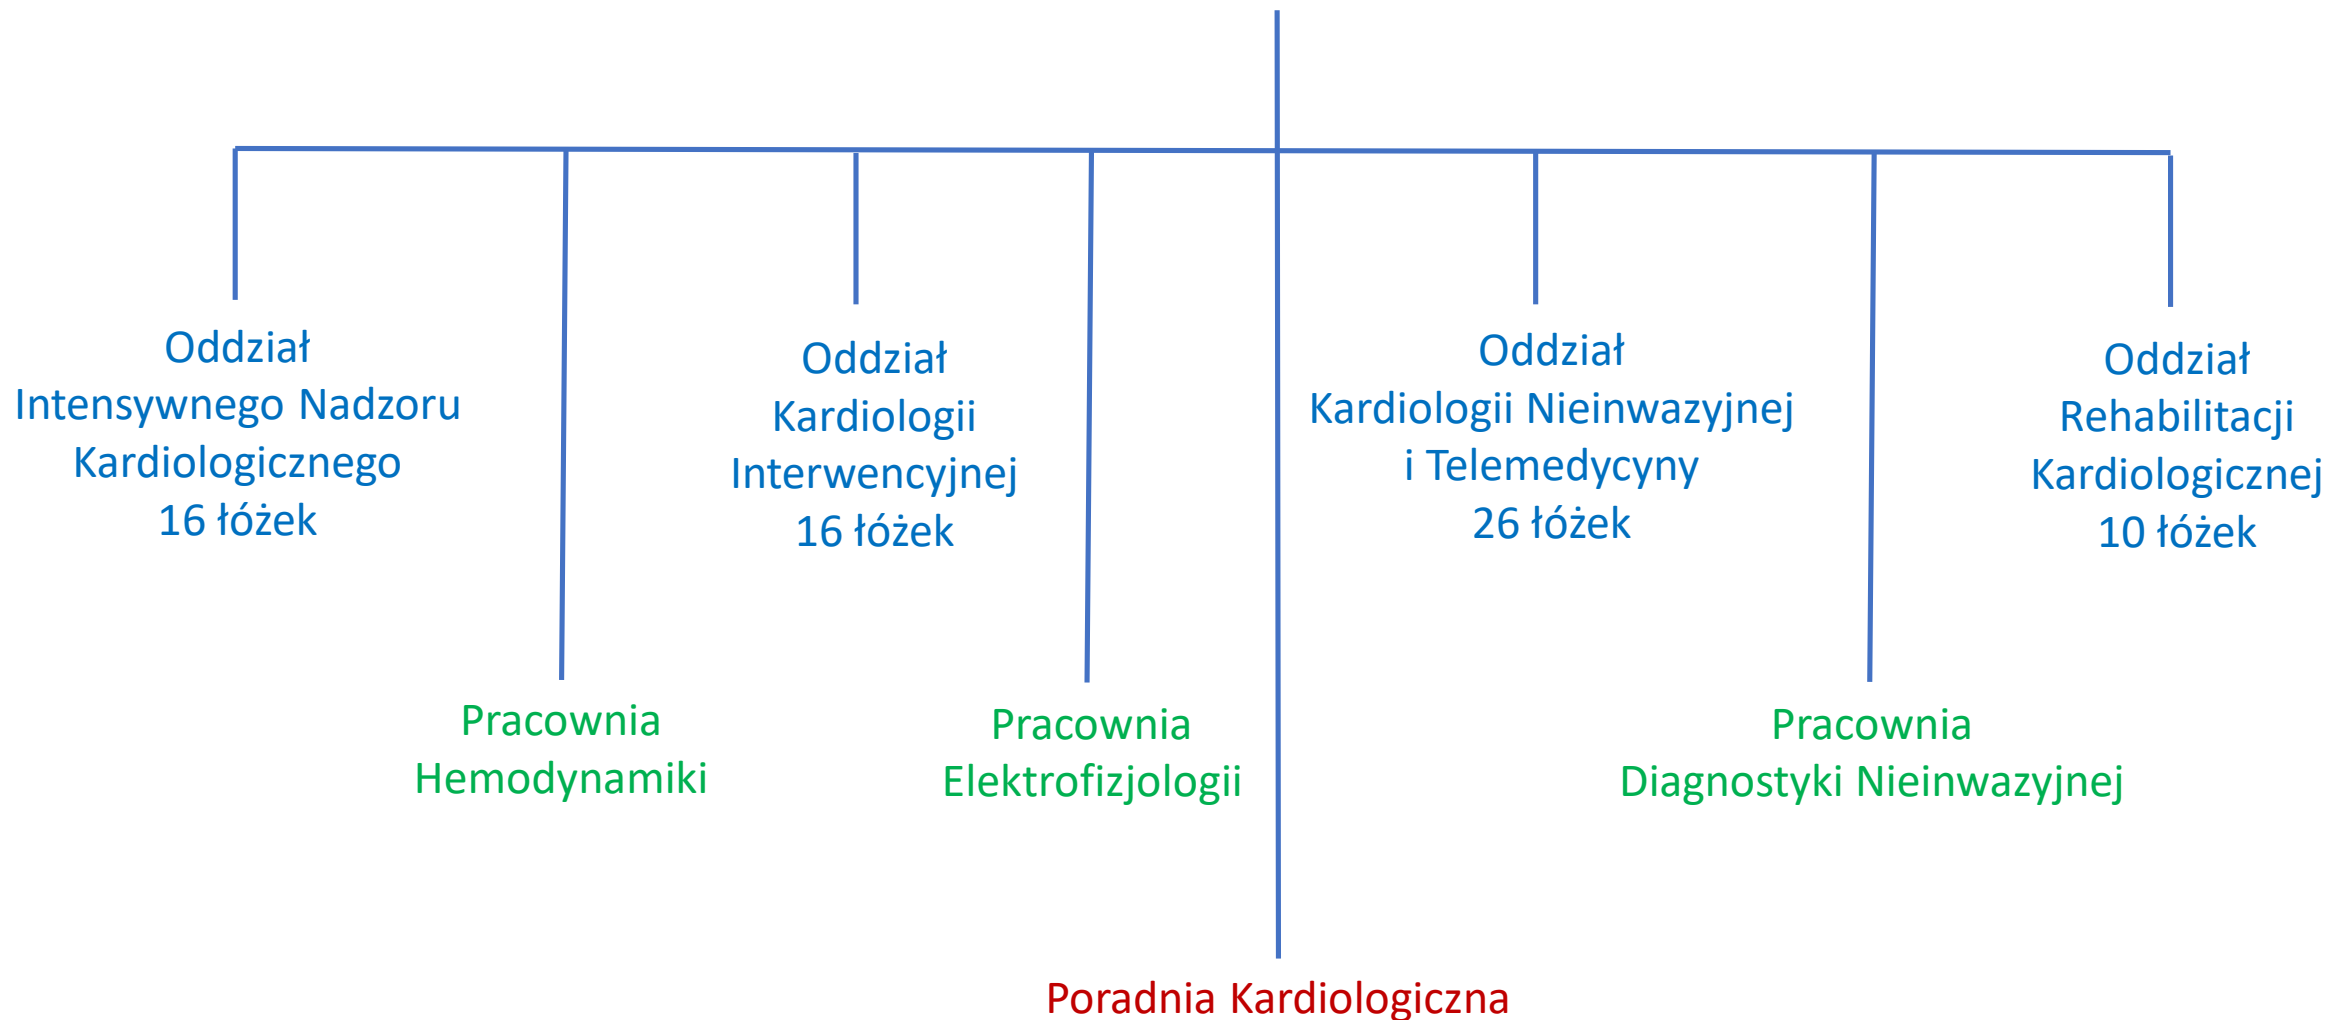 Oddział
Intensywnego Nadzoru
Kardiologicznego
16 łóżek
Oddział
Kardiologii
Interwencyjnej
16 łóżek
Oddział
Kardiologii Nieinwazyjnej
i Telemedycyny
26 łóżek
Oddział
Rehabilitacji
Kardiologicznej
10 łóżek
Pracownia
Hemodynamiki
Pracownia
Elektrofizjologii
Pracownia
Diagnostyki Nieinwazyjnej
Poradnia Kardiologiczna